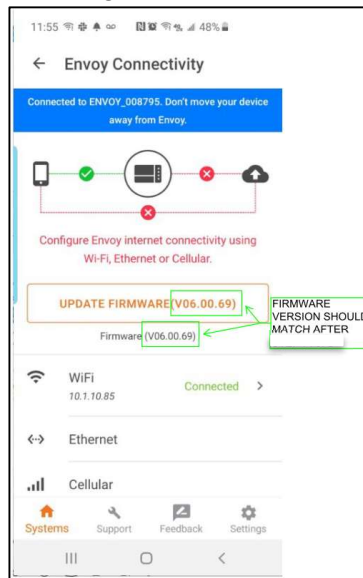 11:55
48%
Envoy Connectivity
Connected to ENVOY_008795. Don't move your device
away from Envoy.
Configure Envoy internet connectivity using
Wi-Fi, Ethernet or Cellular.
UPDATE FIRMWARE(V06.00.69)
Firmware (V06.00.69)
FIRMWARE
VERSION SHOULD
MATCH AFTER
WiFi
Connected
10.1.10.85
Ethernet
Cellular
Systems
Support
Feedback
Settings